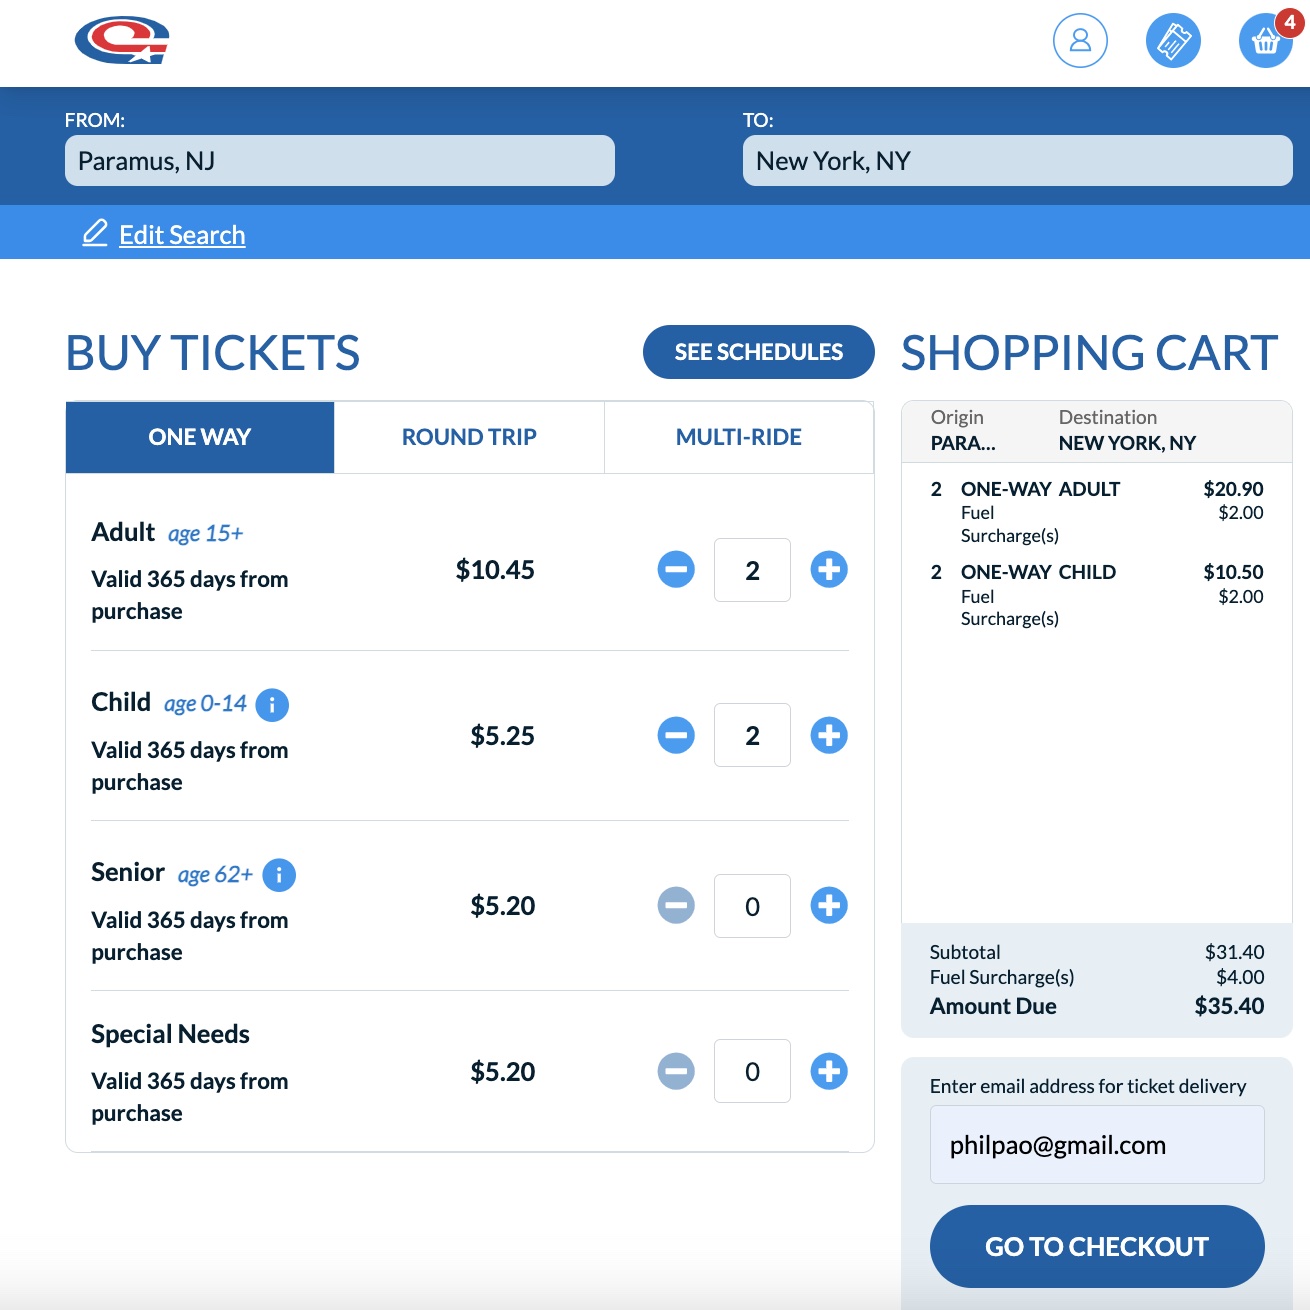 4
FROM:
Paramus, NJ
TO:
New York, NY
Edit Search
BUY TICKETS
SEE SCHEDULES
ONE WAY ROUND TRIP MULTI-RIDE
Adult age 15+
Valid 365 days from
purchase
$10.45
2
Child age 0-14 i
Valid 365 days from
purchase
$5.25
2
Senior age 62+ i
Valid 365 days from
purchase
$5.20
0
Special Needs
Valid 365 days from
purchase
$5.20
0
SHOPPING CART
Origin Destination
PARA... NEW YORK, NY
2 ONE-WAY ADULT $20.90
Fuel $2.00
Surcharge(s)
2 ONE-WAY CHILD $10.50
Fuel $2.00
Surcharge(s)
Subtotal $31.40
Fuel Surcharge(s) $4.00
Amount Due $35.40
Enter email address for ticket delivery
philpao@gmail.com
GO TO CHECKOUT